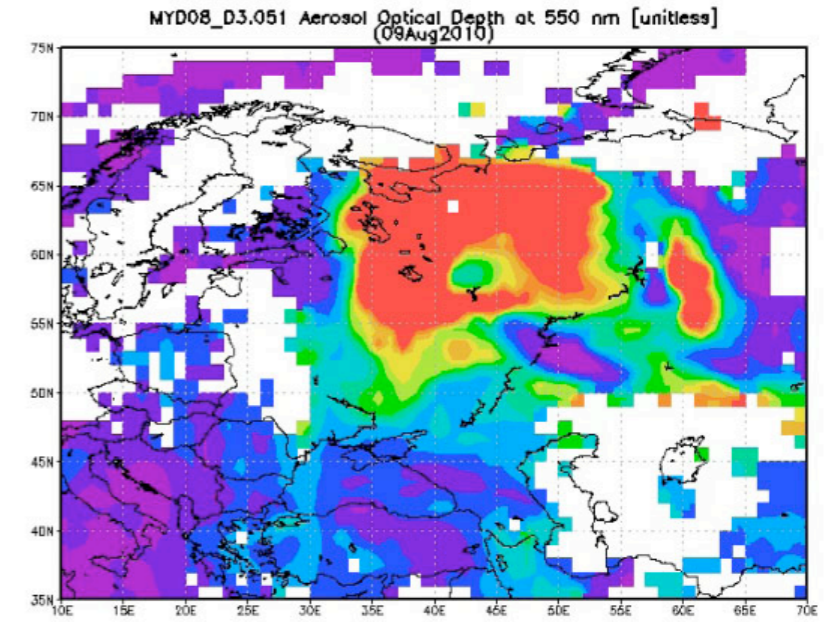 MYD08_D3.051 Aerosol Optical Depth at 550 nm [unitless]
(09Aug2010)
75N
70N
65N
60N
55N
50N
45N
40N
35N
10E 15E 20E 25E 30E 35E 40E 45E 50E 55E 60E 65E 70E